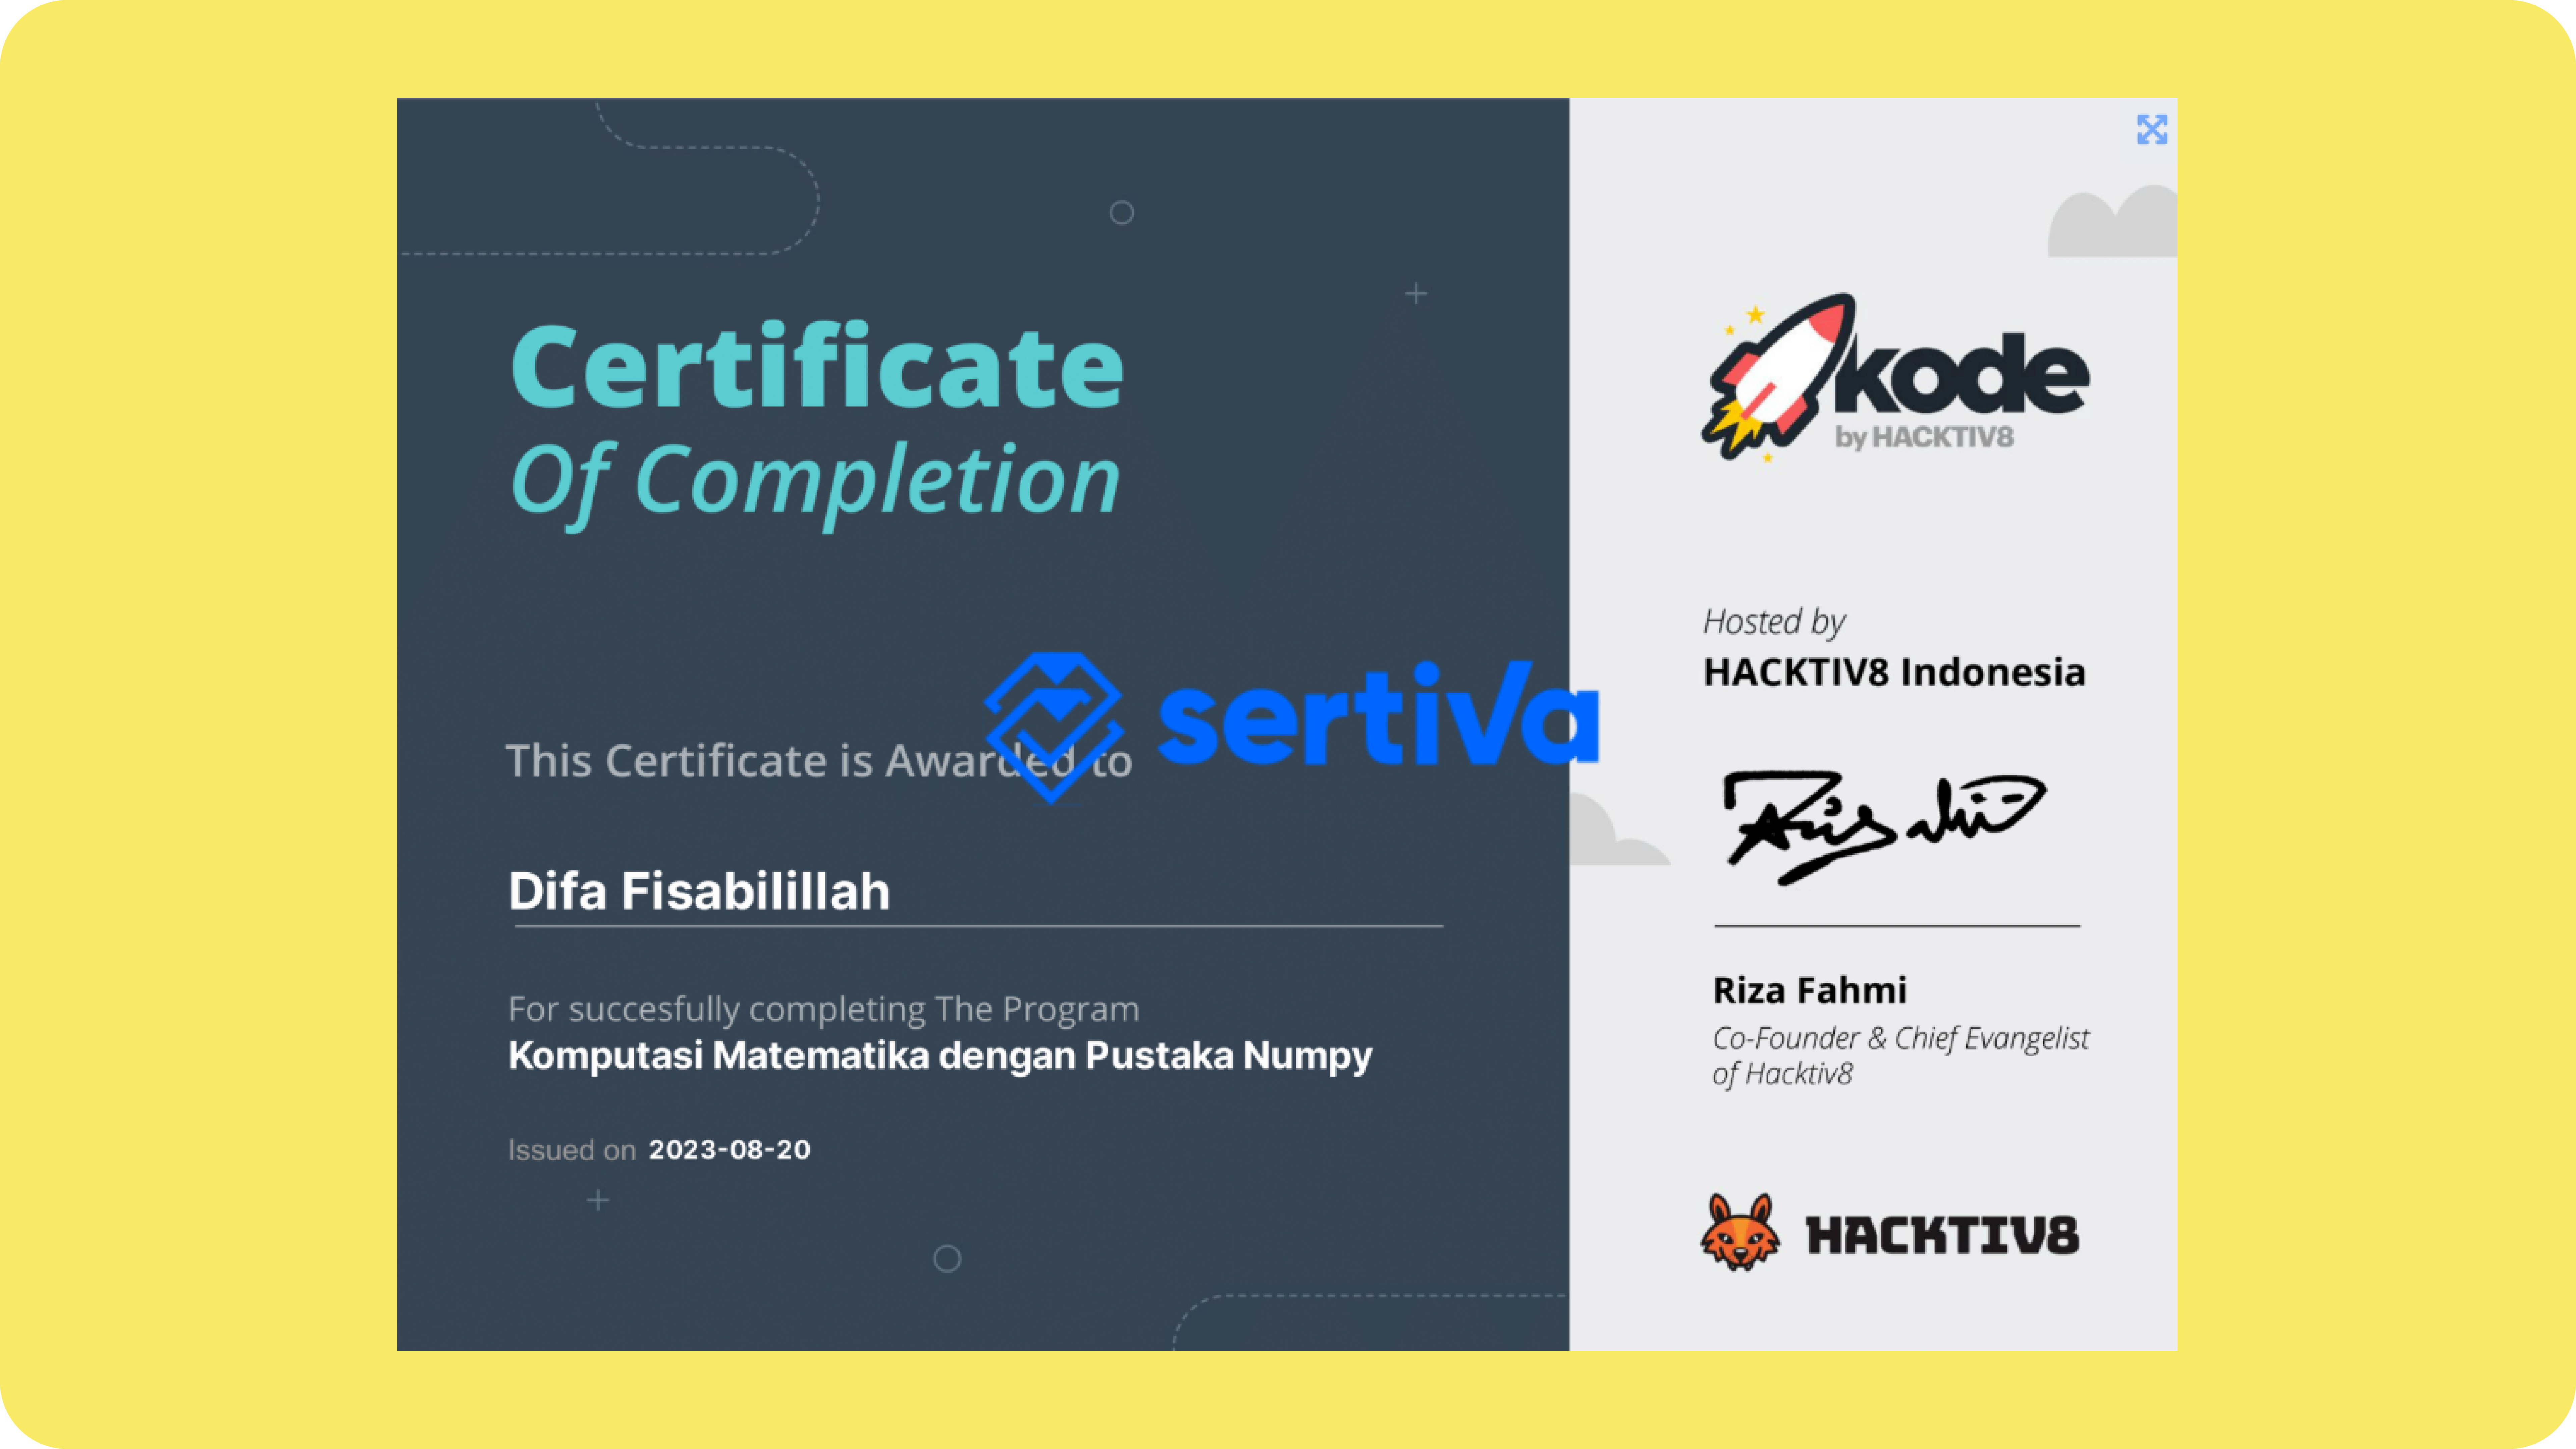 Certificate
Of Completion
This Certificate is Awarded to
sertiva
Difa Fisabilillah
For succesfully completing The Program
Komputasi Matematika dengan Pustaka Numpy
Issued on 2023-08-20
kode
by HACKTIV8
Hosted by
HACKTIV8 Indonesia
Riza Fahmi
Co-Founder & Chief Evangelist
of Hacktiv8
HACKTIV8